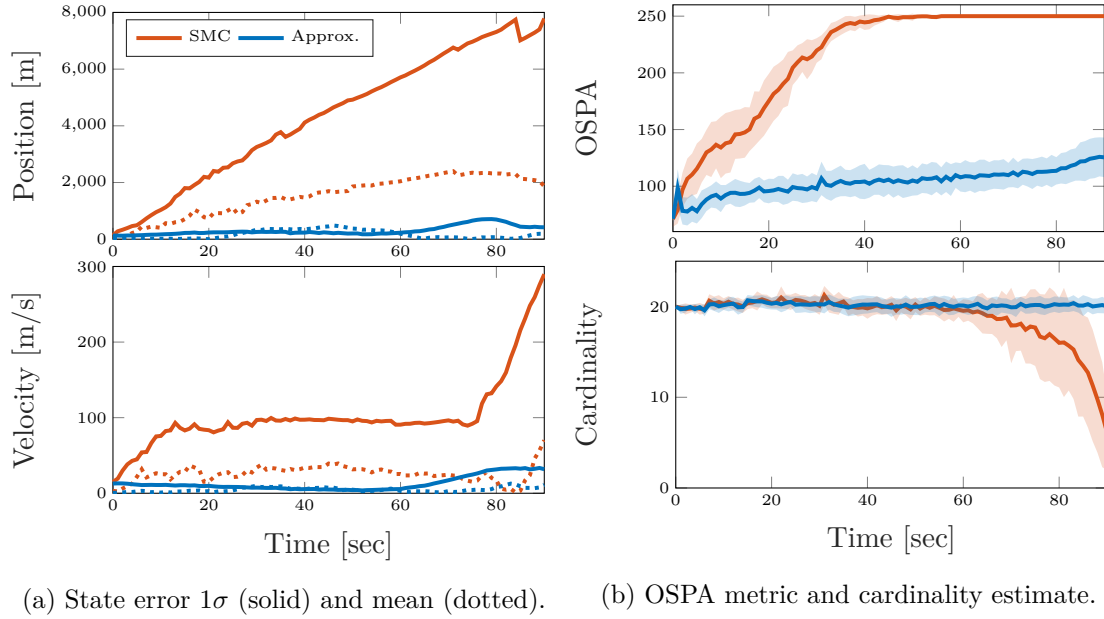 8,000
6,000
4,000
2,000
0
Position [m]
SMC
Approx.
0 20 40 60 80
300
200
100
0
Velocity [m/s]
0 20 40 60 80
Time [sec]
(a) State error 1σ (solid) and mean (dotted).
250
200
150
100
OSPA
0 20 40 60 80
20
10
0
Cardinality
0 20 40 60 80
Time [sec]
(b) OSPA metric and cardinality estimate.